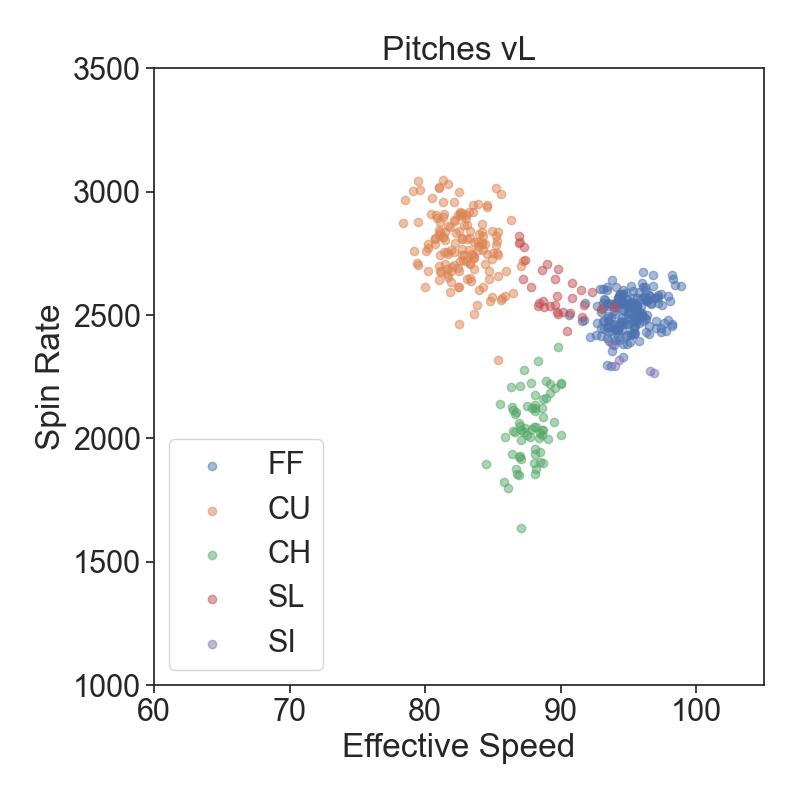 Pitches vL
3500
3000
2500
2000
1500
1000
Spin Rate
FF
CU
CH
SL
SI
60 70 80 90 100
Effective Speed